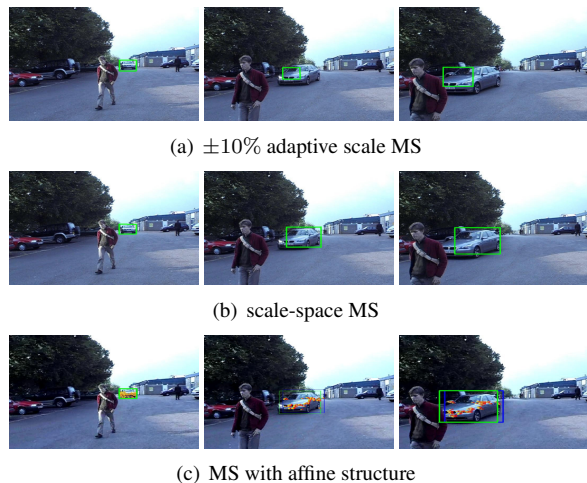 (a) ±10% adaptive scale MS
(b) scale-space MS
(c) MS with affine structure